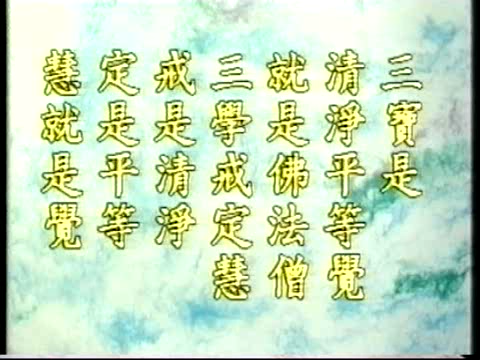 三寶是
清淨平等覺
就是佛法僧
三學戒定慧
戒是清淨
定是平等
慧就是覺